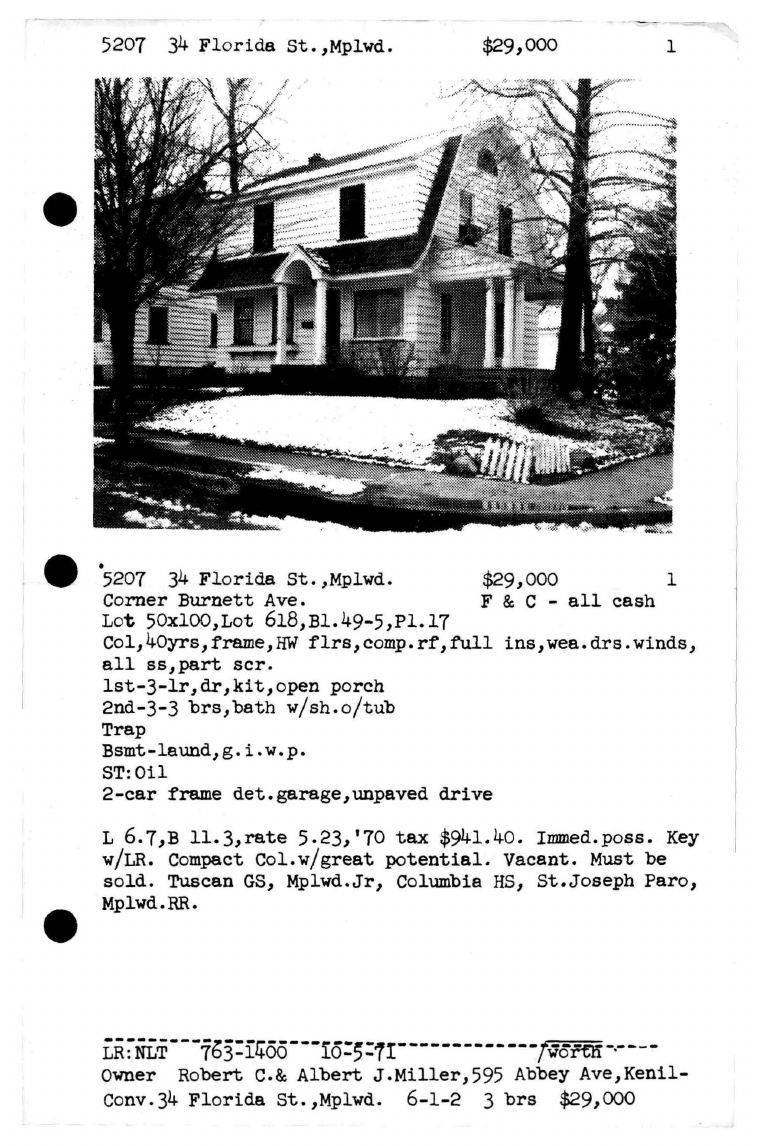 5207 34 Florida St.,Mplwd. $29,000 1
5207 34 Florida St.,Mplwd. $29,000 1
Corner Burnett Ave. F & C - all cash
Lot 50x100,Lot 618,Bl.49-5,Pl.17
Col,40yrs,frame,HW flrs,comp.rf,full ins,wea.drs.winds,
all ss,part scr.
1st-3-lr,dr,kit,open porch
2nd-3-3 brs,bath w/sh.o/tub
Trap
Bsmt-laund,g.i.w.p.
ST:Oil
2-car frame det.garage,unpaved drive
L 6.7,B 11.3,rate 5.23,'70 tax $941.40. Immed.poss. Key
w/LR. Compact Col.w/great potential. Vacant. Must be
sold. Tuscan GS, Mplwd.Jr, Columbia HS, St.Joseph Paro,
Mplwd.RR.
LR:NLT 763-1400 10-5-71 /worth
Owner Robert C.& Albert J.Miller,595 Abbey Ave,Kenil-
Conv.34 Florida St.,Mplwd. 6-1-2 3 brs $29,000